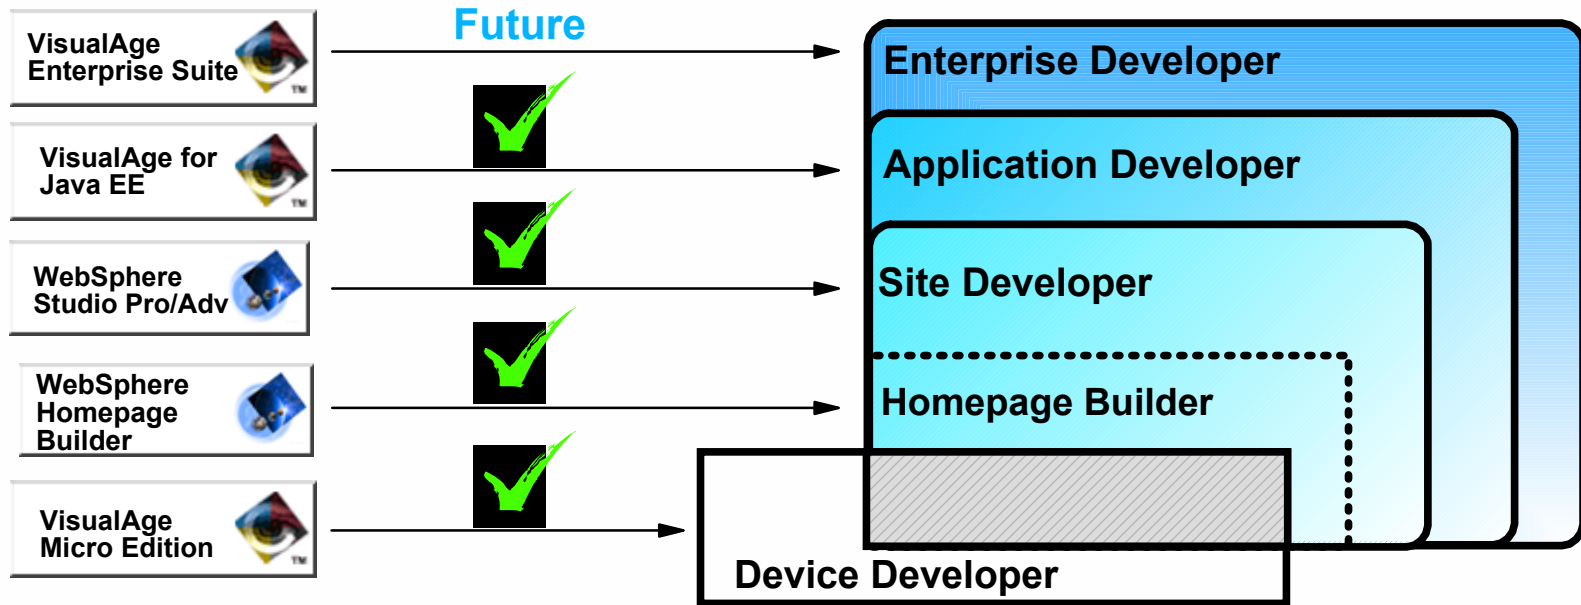 Future
VisualAge
Enterprise Suite
TM
Enterprise Developer
VisualAge for
Java EE
TM
Application Developer
WebSphere
Studio Pro/Adv
Site Developer
WebSphere
Homepage
Builder
Homepage Builder
VisualAge
Micro Edition
TM
Device Developer